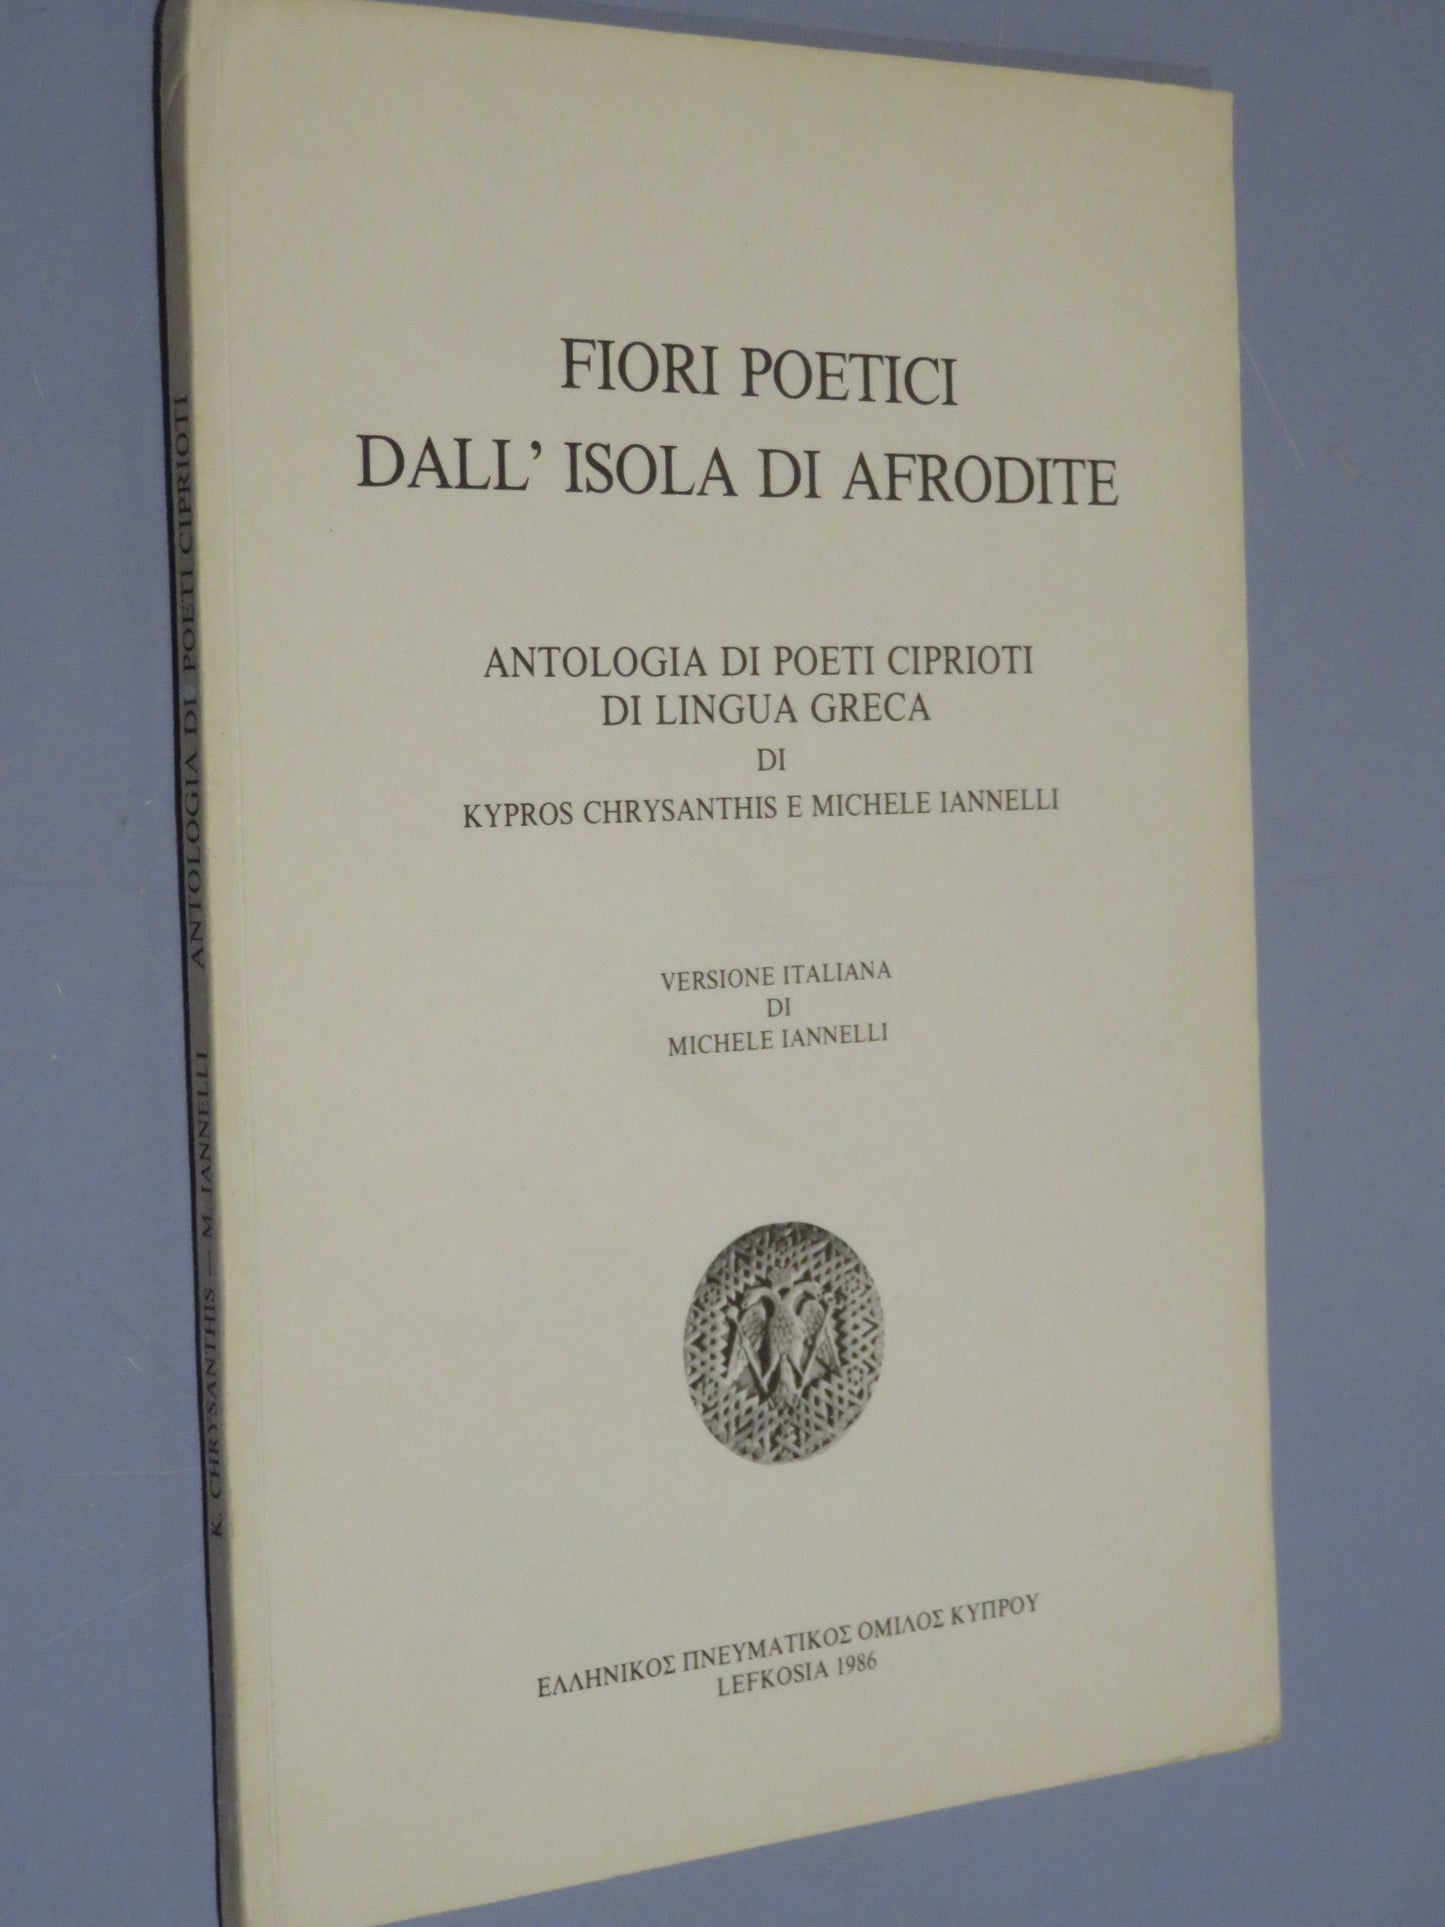 FIORI POETICI
DALL' ISOLA DI AFRODITE
ANTOLOGIA DI POETI CIPRIOTI
DI LINGUA GRECA
DI
KYPROS CHRYSANTHIS E MICHELE IANNELLI
VERSIONE ITALIANA
DI
MICHELE IANNELLI
ΕΛΛΗΝΙΚΟΣ ΠΝΕΥΜΑΤΙΚΟΣ ΟΜΙΛΟΣ ΚΥΠΡΟΥ
LEFKOSIA 1986
K. CHRYSANTHIS — M. IANNELLI ANTOLOGIA DI POETI CIPRIOTI